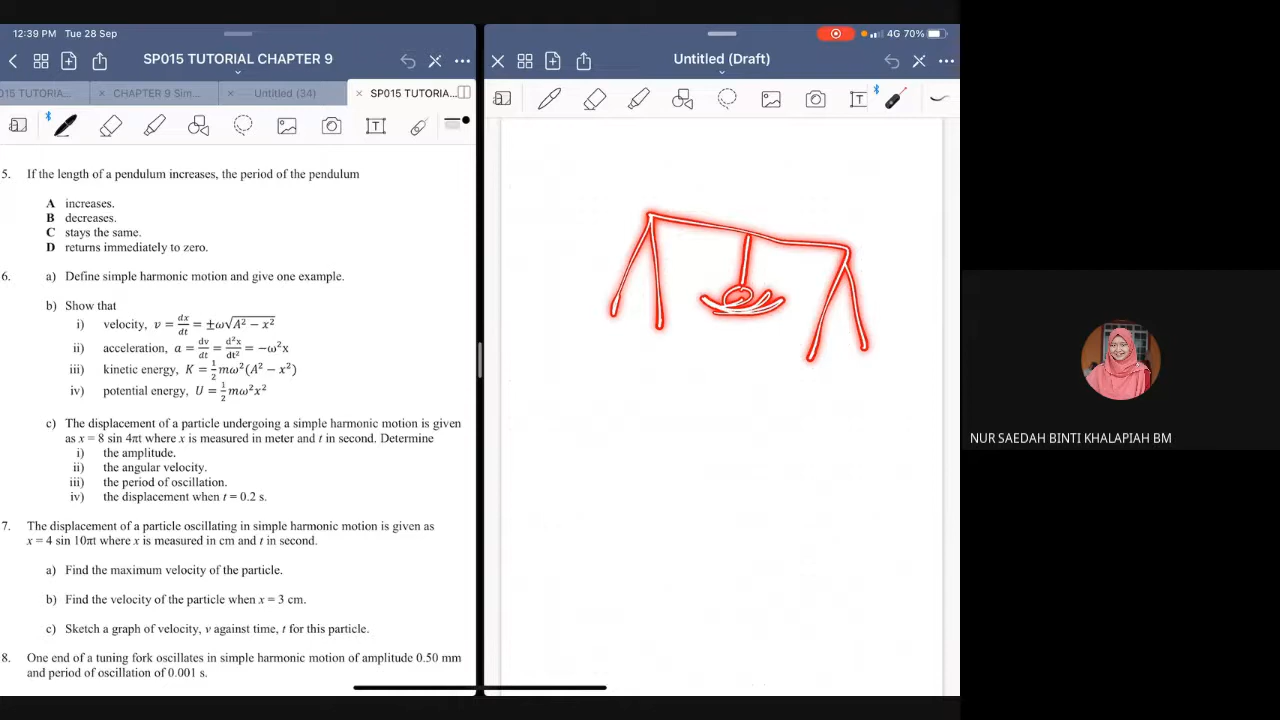 12:39 PM Tue 28 Sep
4G 70%
SP015 TUTORIAL CHAPTER 9
Untitled (Draft)
015 TUTORIA...
CHAPTER 9 Sim...
Untitled (34)
SP015 TUTORIA...
5. If the length of a pendulum increases, the period of the pendulum
A increases.
B decreases.
C stays the same.
D returns immediately to zero.
6. a) Define simple harmonic motion and give one example.
b) Show that
i) velocity, v = dx/dt = ±ω√(A² − x²)
ii) acceleration, a = dv/dt = d²x/dt² = −ω²x
iii) kinetic energy, K = 1/2 mω²(A² − x²)
iv) potential energy, U = 1/2 mω²x²
c) The displacement of a particle undergoing a simple harmonic motion is given
as x = 8 sin 4πt where x is measured in meter and t in second. Determine
i) the amplitude.
ii) the angular velocity.
iii) the period of oscillation.
iv) the displacement when t = 0.2 s.
7. The displacement of a particle oscillating in simple harmonic motion is given as
x = 4 sin 10πt where x is measured in cm and t in second.
a) Find the maximum velocity of the particle.
b) Find the velocity of the particle when x = 3 cm.
c) Sketch a graph of velocity, v against time, t for this particle.
8. One end of a tuning fork oscillates in simple harmonic motion of amplitude 0.50 mm
and period of oscillation of 0.001 s.
NUR SAEDAH BINTI KHALAPIAH BM